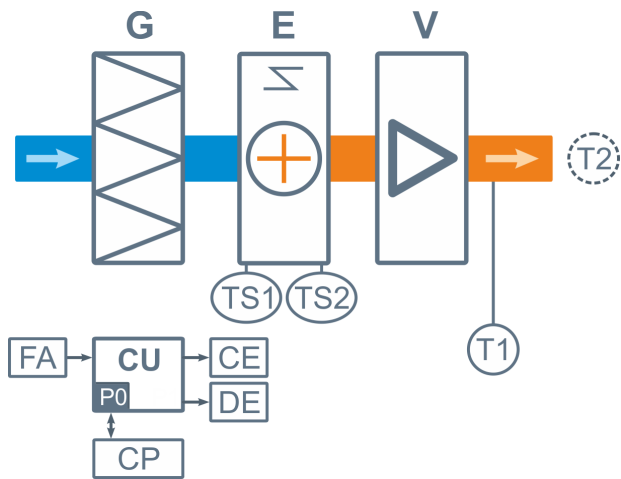 G E V
T2
TS1 TS2
T1
FA CU CE
P0 DE
CP